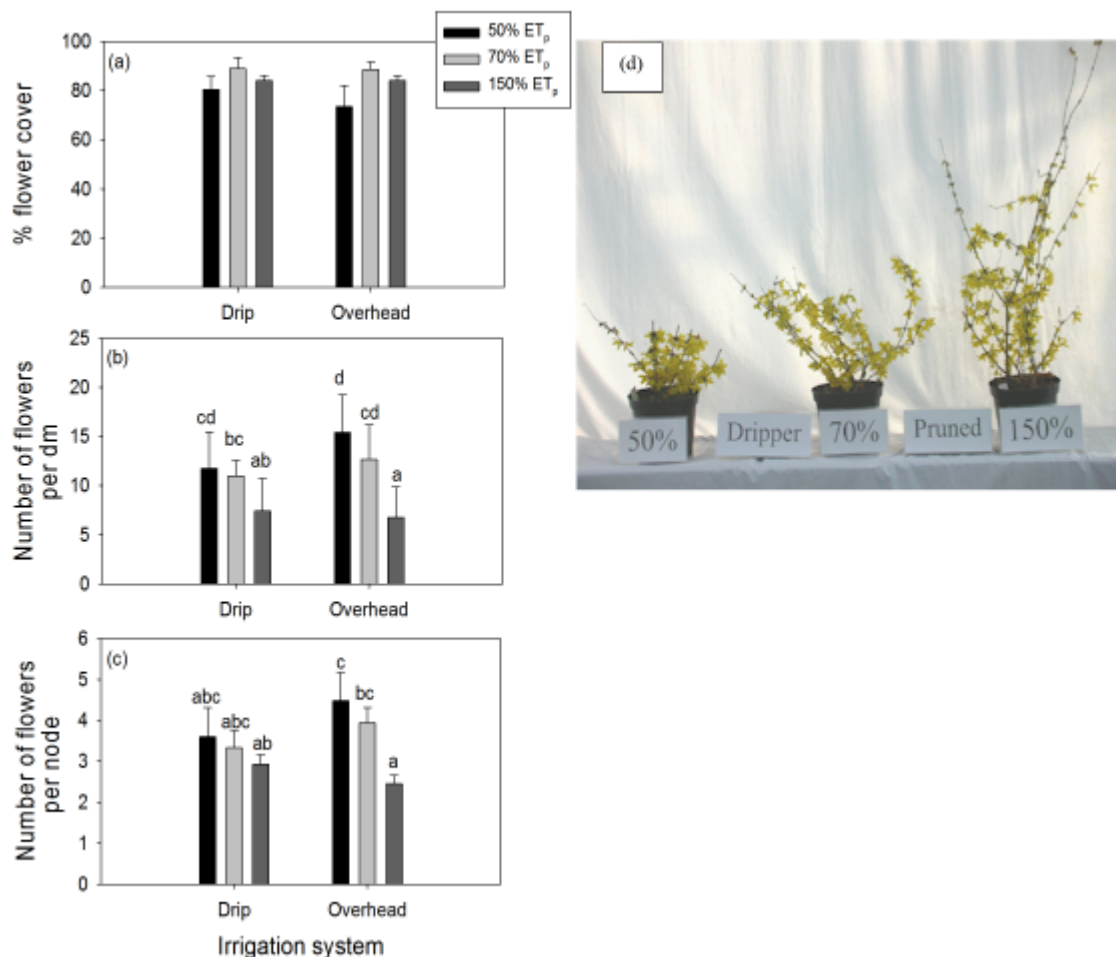 50% ETp
70% ETp
150% ETp
(a)
100
80
60
40
20
0
% flower cover
Drip
Overhead
(b)
25
20
15
10
5
0
Number of flowers
per dm
cd
bc
ab
d
cd
a
Drip
Overhead
(c)
6
5
4
3
2
1
0
Number of flowers
per node
abc
abc
ab
c
bc
a
Drip
Overhead
Irrigation system
(d)
50%
Dripper
70%
Pruned
150%